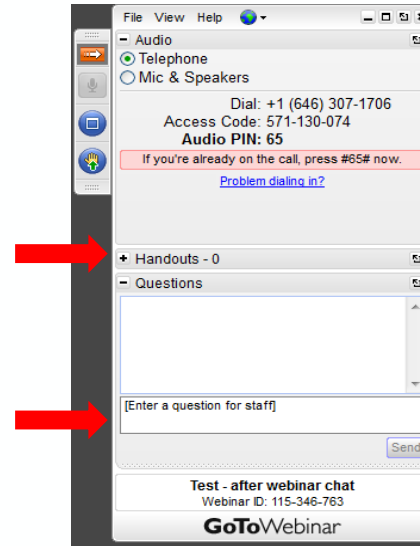 File View Help
Audio
Telephone
Mic & Speakers
Dial: +1 (646) 307-1706
Access Code: 571-130-074
Audio PIN: 65
If you're already on the call, press #65# now.
Problem dialing in?
Handouts - 0
Questions
[Enter a question for staff]
Send
Test - after webinar chat
Webinar ID: 115-346-763
GoToWebinar